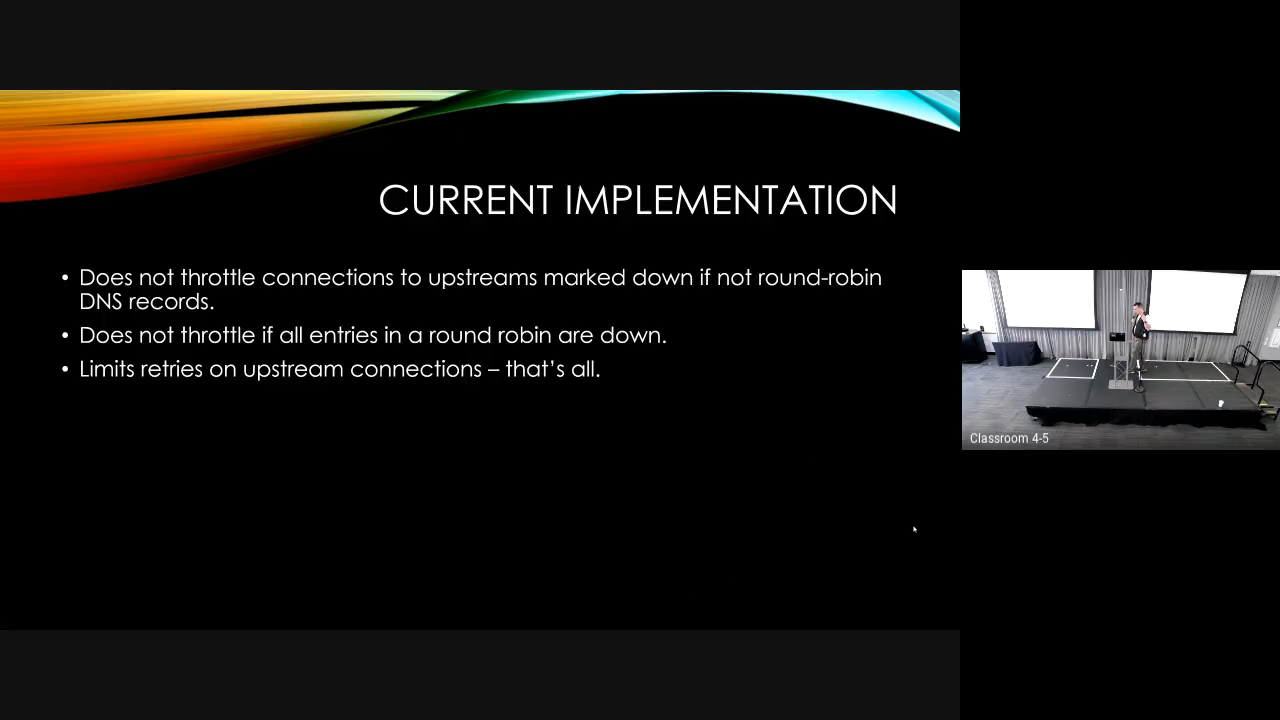 CURRENT IMPLEMENTATION
• Does not throttle connections to upstreams marked down if not round-robin
DNS records.
• Does not throttle if all entries in a round robin are down.
• Limits retries on upstream connections – that’s all.
Classroom 4-5